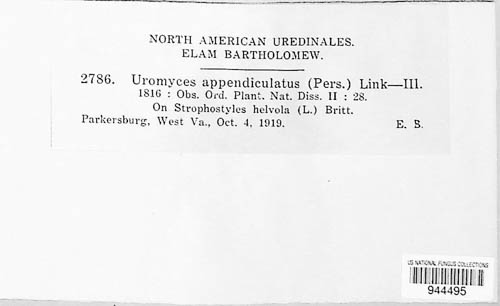 NORTH AMERICAN UREDINALES.
ELAM BARTHOLOMEW.
2786. Uromyces appendiculatus (Pers.) Link—III.
1816 : Obs. Ord. Plant. Nat. Diss. II : 28.
On Strophostyles helvola (L.) Britt.
Parkersburg, West Va., Oct. 4, 1919. E. B.
US NATIONAL FUNGUS COLLECTIONS
944495